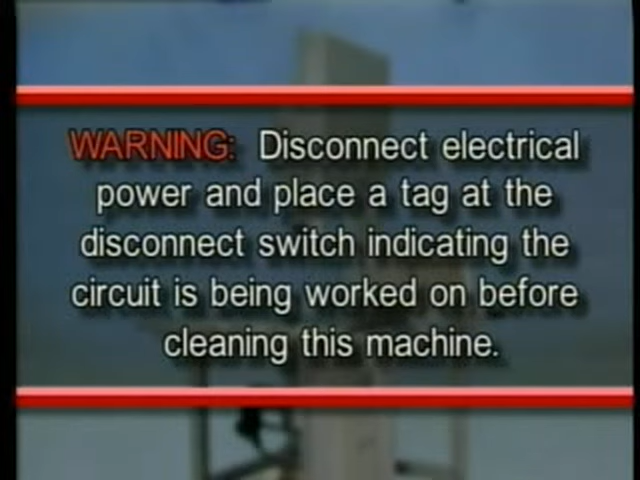 WARNING: Disconnect electrical
power and place a tag at the
disconnect switch indicating the
circuit is being worked on before
cleaning this machine.